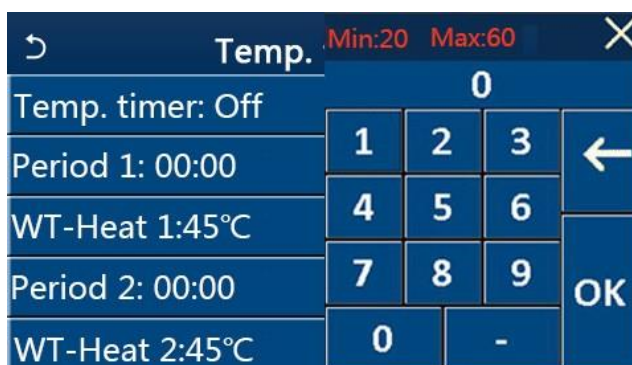 Temp.
Temp. timer: Off
Period 1: 00:00
WT-Heat 1:45℃
Period 2: 00:00
WT-Heat 2:45℃
Min:20 Max:60
0
1 2 3
4 5 6
7 8 9
OK
0 -